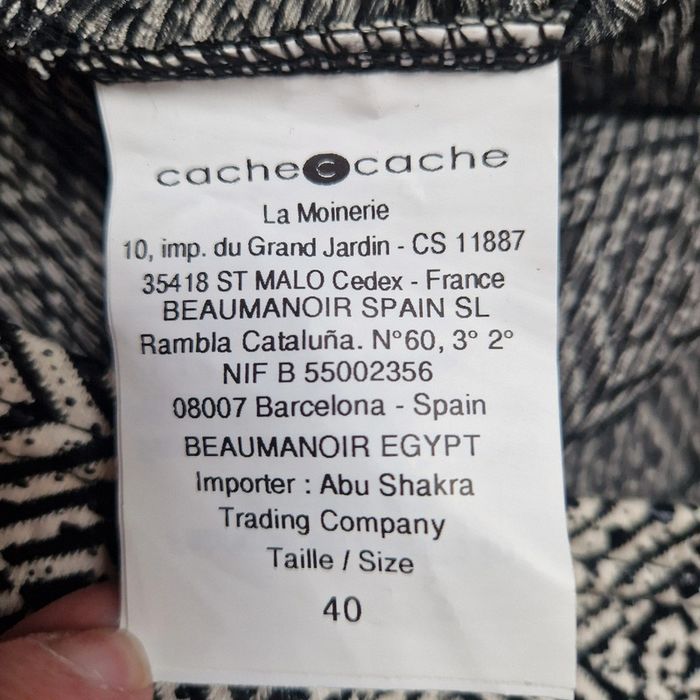 cache c cache
La Moinerie
10, imp. du Grand Jardin - CS 11887
35418 ST MALO Cedex - France
BEAUMANOIR SPAIN SL
Rambla Cataluña. N°60, 3° 2°
NIF B 55002356
08007 Barcelona - Spain
BEAUMANOIR EGYPT
Importer : Abu Shakra
Trading Company
Taille / Size
40